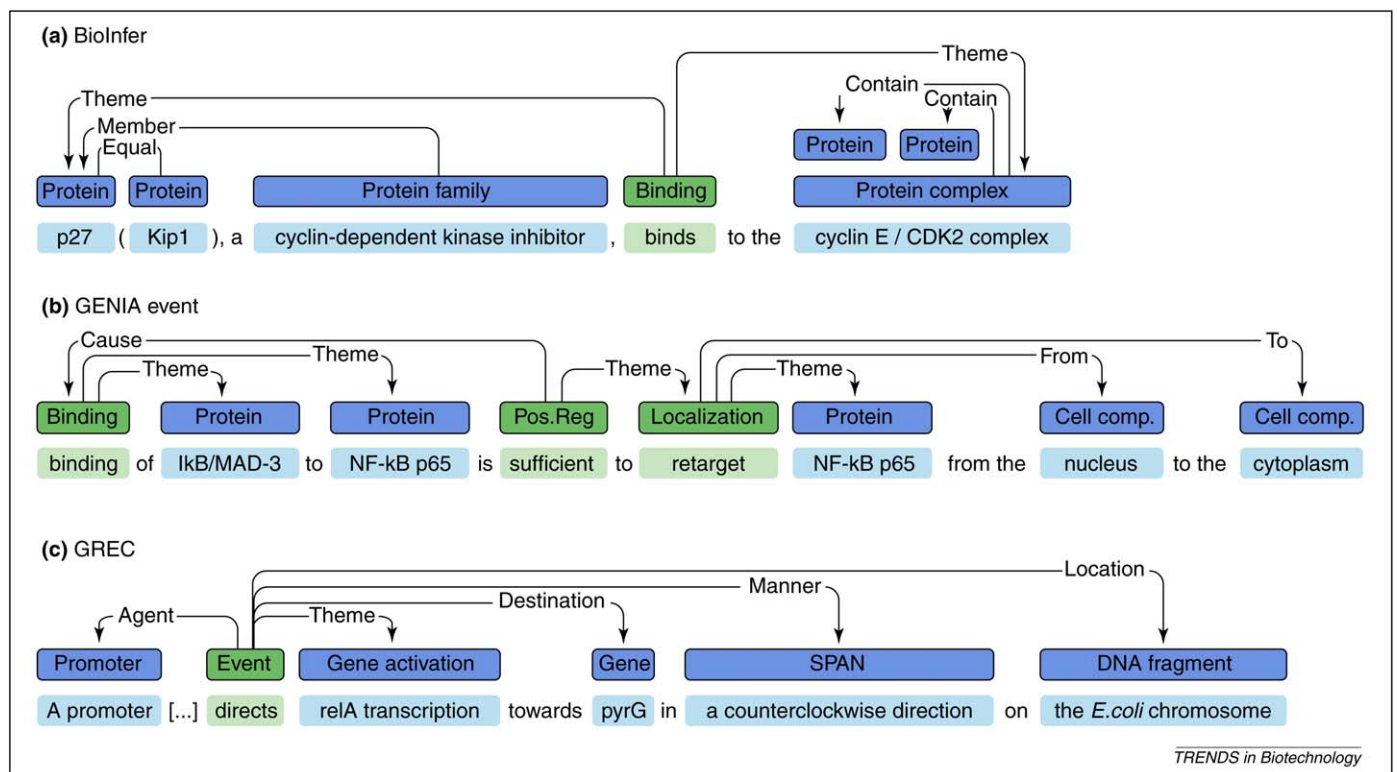 (a) BioInfer
Theme
Contain
Theme
Contain
Member
Equal
Protein Protein
Protein Protein Protein family Binding Protein complex
p27 ( Kip1 ), a cyclin-dependent kinase inhibitor , binds to the cyclin E / CDK2 complex
(b) GENIA event
Cause To
Theme From
Theme Theme Theme
Binding Protein Protein Pos.Reg Localization Protein Cell comp. Cell comp.
binding of IkB/MAD-3 to NF-kB p65 is sufficient to retarget NF-kB p65 from the nucleus to the cytoplasm
(c) GREC
Location
Manner
Destination
Agent Theme
Promoter Event Gene activation Gene SPAN DNA fragment
A promoter [...] directs relA transcription towards pyrG in a counterclockwise direction on the E.coli chromosome
TRENDS in Biotechnology